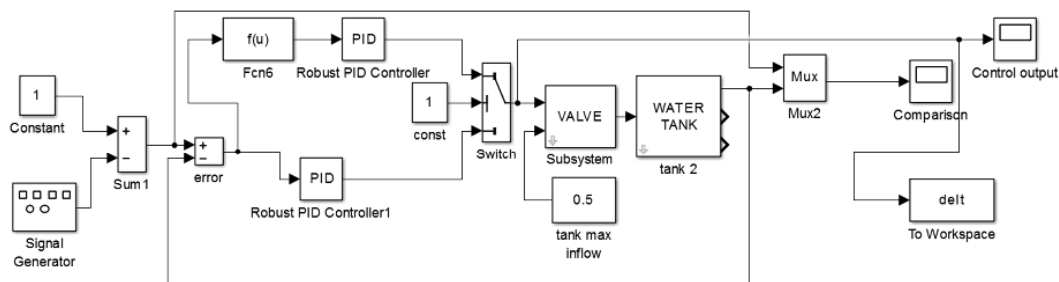 f(u)
Fcn6
PID
Robust PID Controller
1
Constant
+
−
Sum1
Signal
Generator
+
−
error
PID
Robust PID Controller1
1
const
Switch
VALVE
Subsystem
0.5
tank max
inflow
WATER
TANK
tank 2
Mux
Mux2
Comparison
Control output
delt
To Workspace